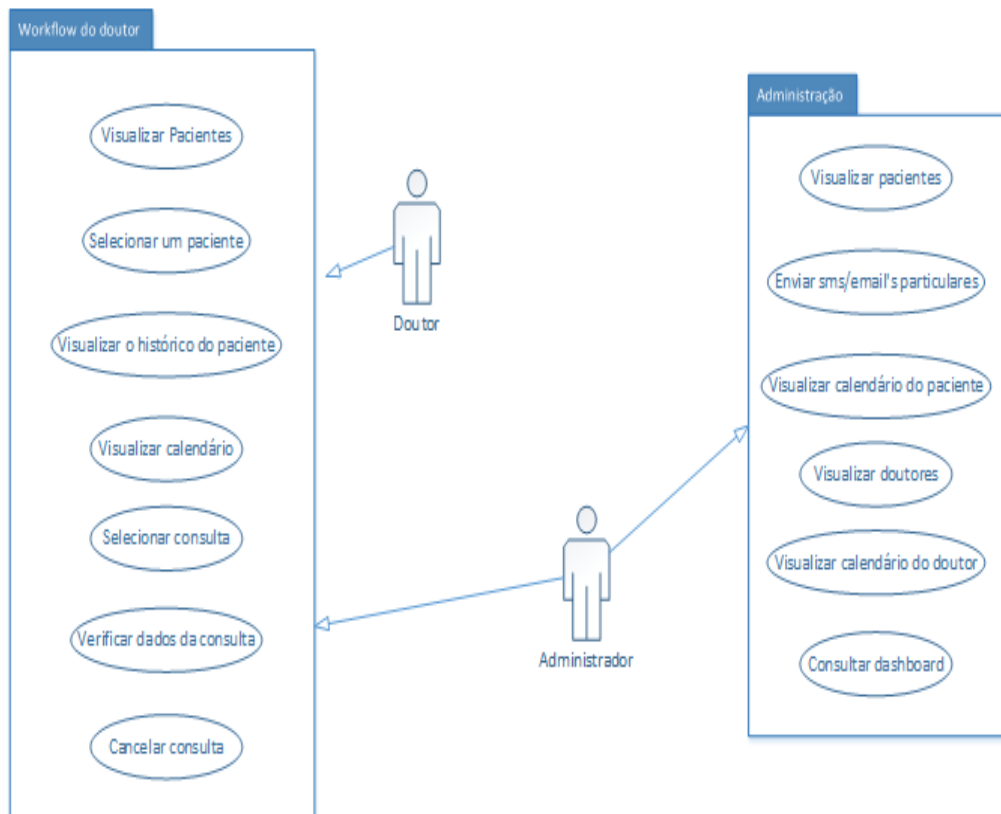 Workflow do doutor
Visualizar Pacientes
Selecionar um paciente
Visualizar o histórico do paciente
Visualizar calendário
Selecionar consulta
Verificar dados da consulta
Cancelar consulta
Doutor
Administrador
Administração
Visualizar pacientes
Enviar sms/email's particulares
Visualizar calendário do paciente
Visualizar doutores
Visualizar calendário do doutor
Consultar dashboard